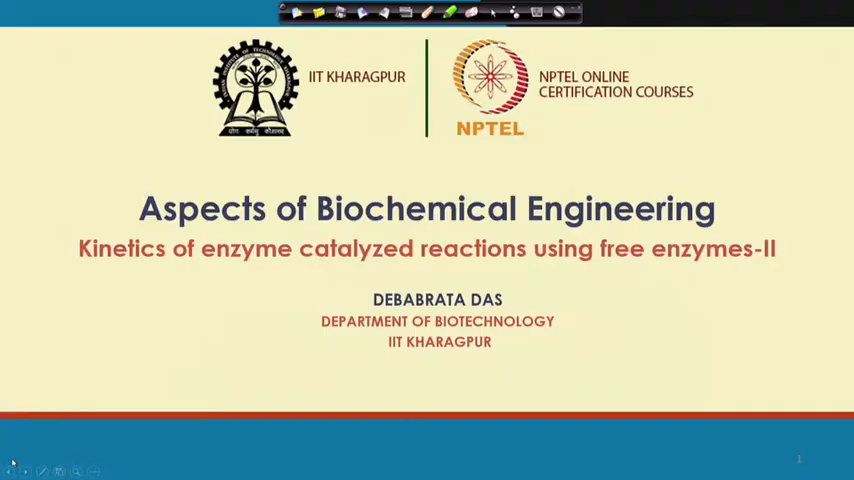 IIT KHARAGPUR
NPTEL ONLINE
CERTIFICATION COURSES
NPTEL
Aspects of Biochemical Engineering
Kinetics of enzyme catalyzed reactions using free enzymes-II
DEBABRATA DAS
DEPARTMENT OF BIOTECHNOLOGY
IIT KHARAGPUR
1